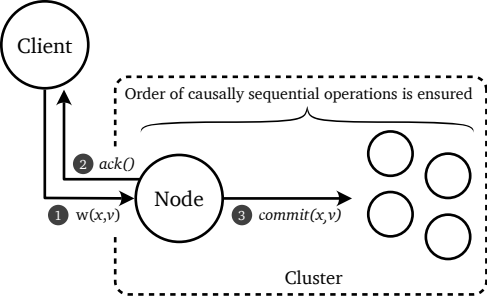 Client
Order of causally sequential operations is ensured
2 ack()
Node
1 w(x,v)
3 commit(x,v)
Cluster